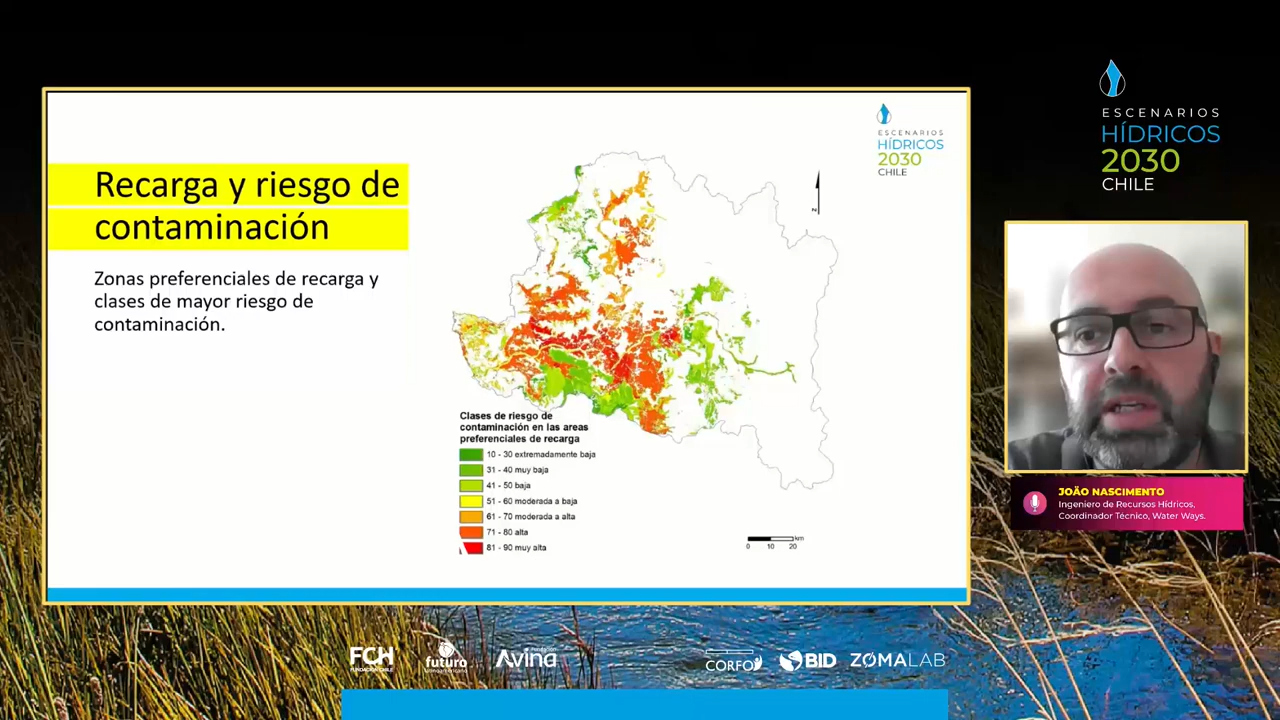 Recarga y riesgo de
contaminación
Zonas preferenciales de recarga y
clases de mayor riesgo de
contaminación.
ESCENARIOS
HÍDRICOS
2030
CHILE
N
Clases de riesgo de
contaminación en las areas
preferenciales de recarga
10 - 30 extremadamente baja
31 - 40 muy baja
41 - 50 baja
51 - 60 moderada a baja
61 - 70 moderada a alta
71 - 80 alta
81 - 90 muy alta
km
0 10 20
ESCENARIOS
HÍDRICOS
2030
CHILE
JOÃO NASCIMENTO
Ingeniero de Recursos Hídricos,
Coordinador Técnico, Water Ways.
FCH
FUNDACIÓN CHILE
futuro
latinoamericano
Fundación
Avina
CORFO
BID
ZOMALAB